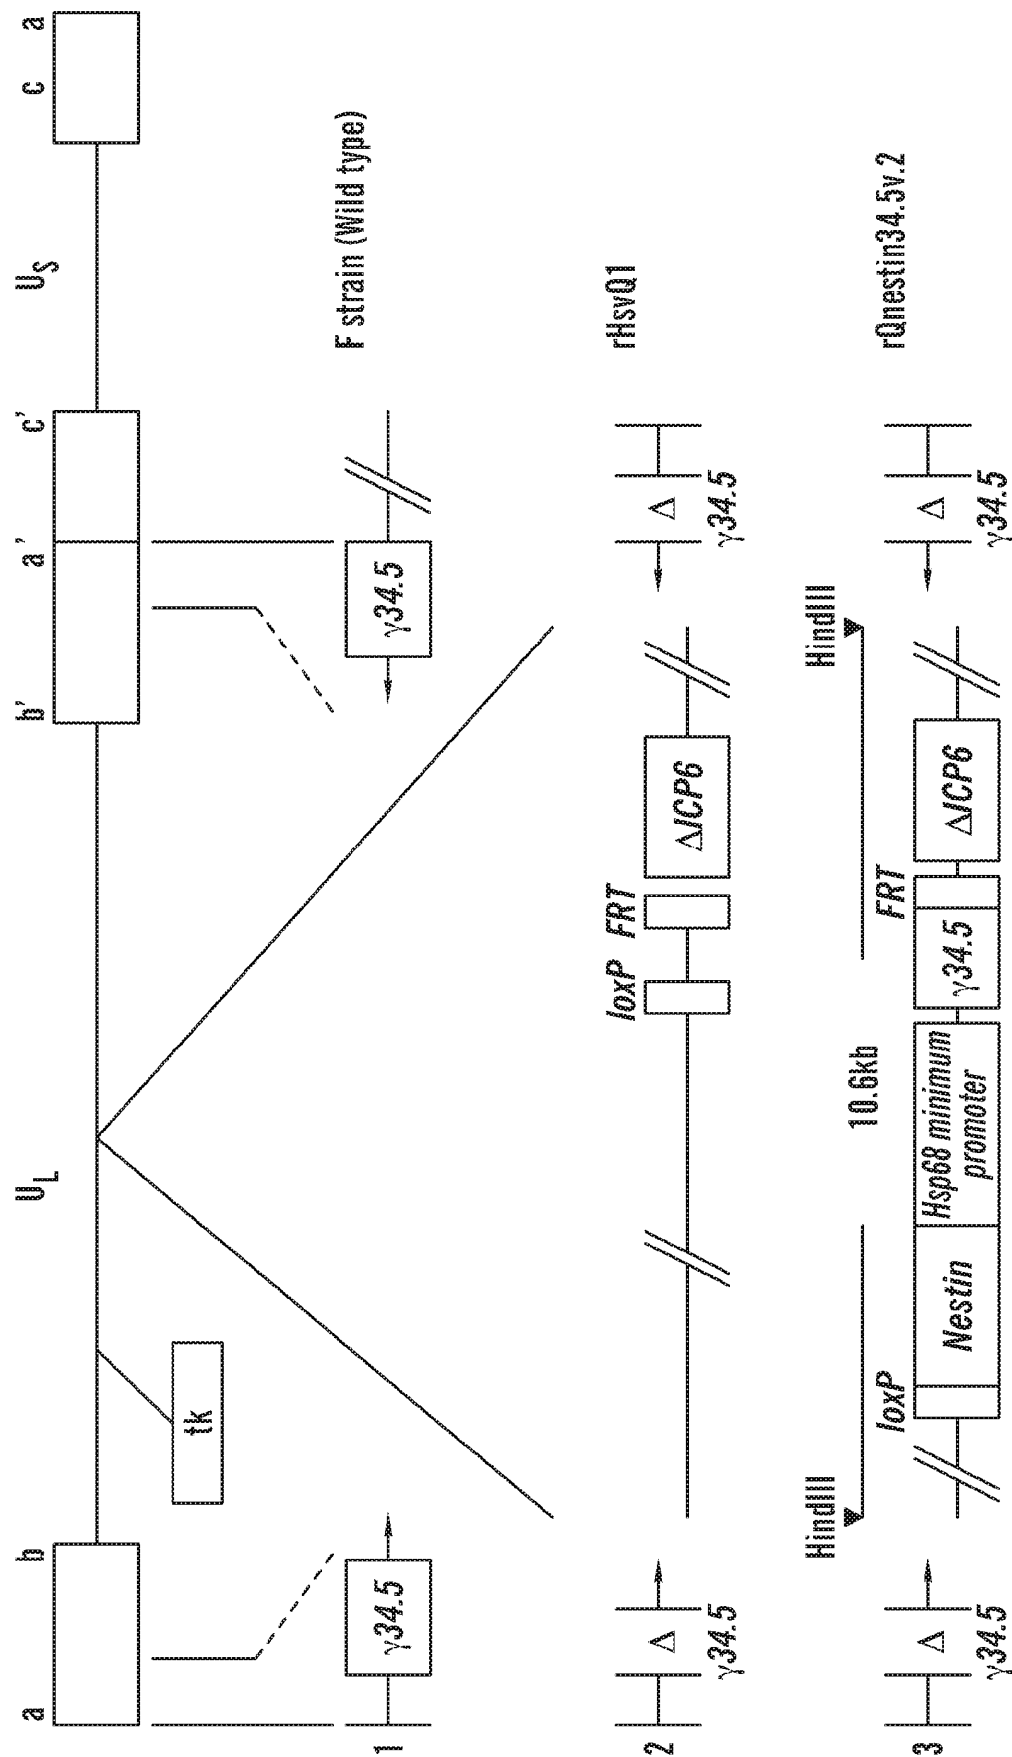 a b U_L b' a' c' U_S c a
tk
1 γ34.5 γ34.5 F strain (Wild type)
loxP FRT
2 Δ ΔICP6 Δ rHsvQ1
γ34.5 γ34.5
HindIII 10.6kb HindIII
loxP FRT
3 Δ Nestin Hsp68 minimum γ34.5 ΔICP6 Δ rQnestin34.5v.2
promoter
γ34.5 γ34.5